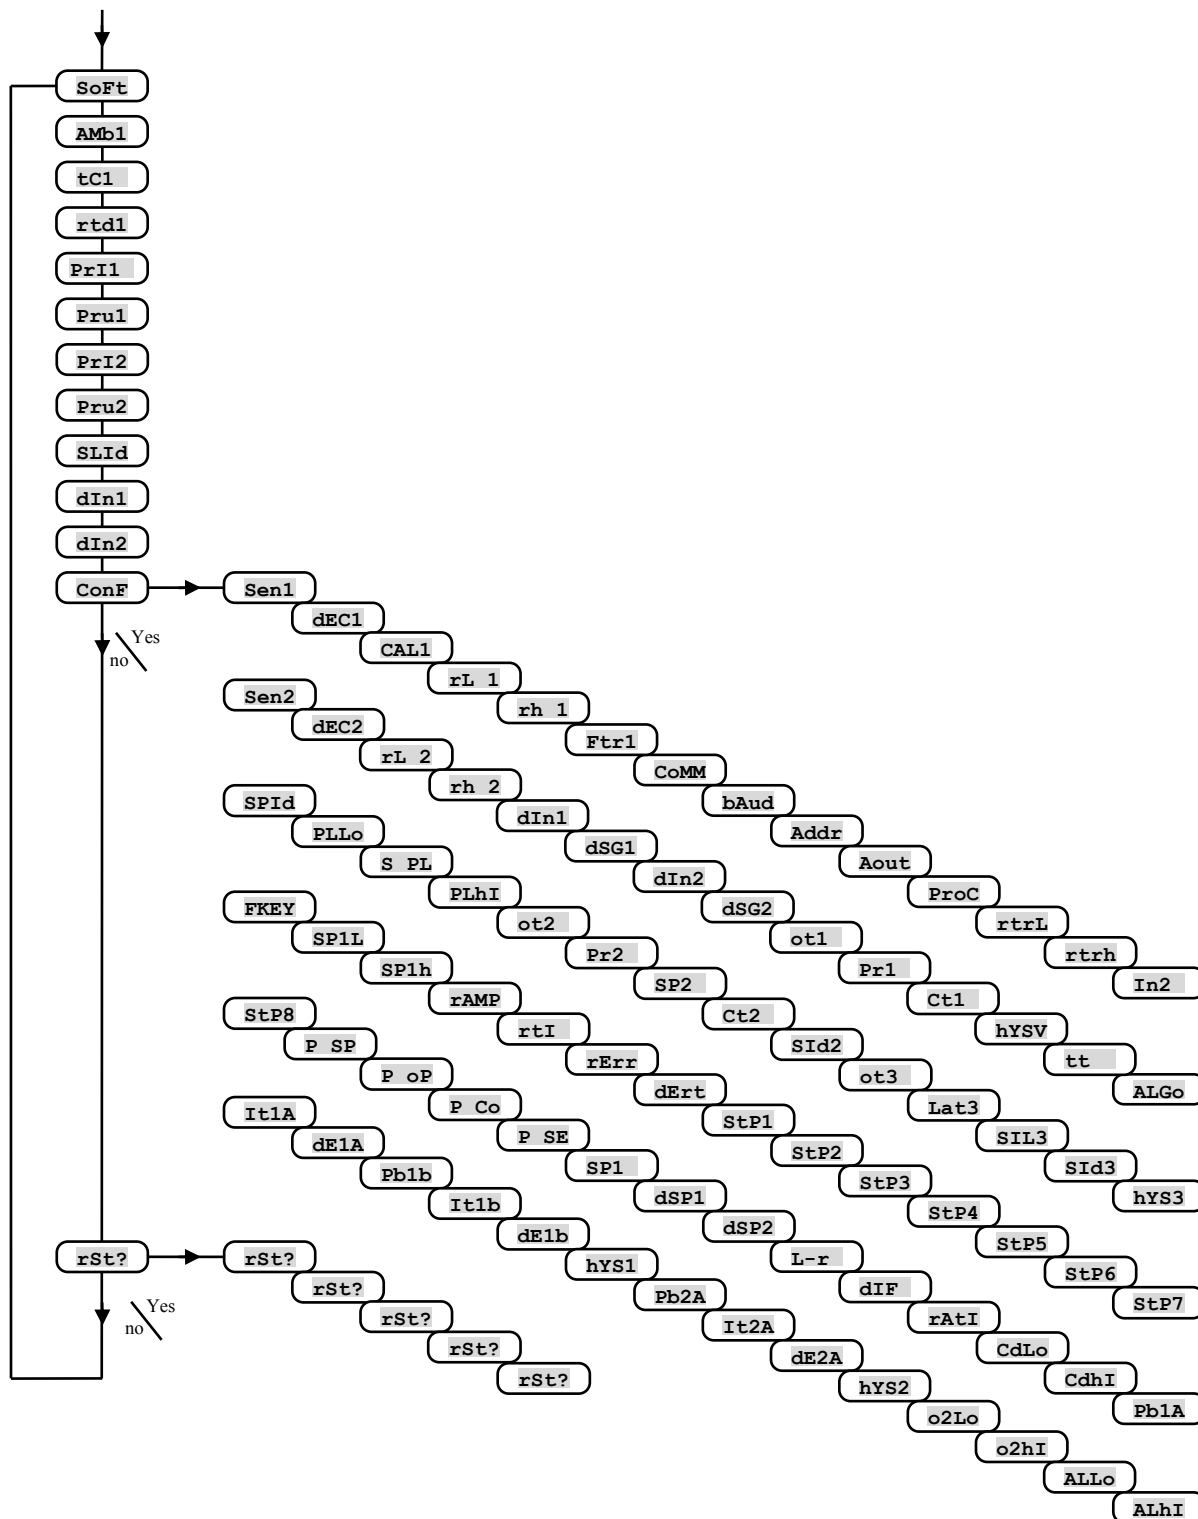 SoFt
AMb1
tC1
rtd1
PrI1
Pru1
PrI2
Pru2
SLId
dIn1
dIn2
ConF
Yes
no
Sen1
dEC1
CAL1
rL 1
rh 1
Ftr1
CoMM
bAud
Addr
Aout
ProC
rtrL
rtrh
In2
Sen2
dEC2
rL 2
rh 2
dIn1
dSG1
dIn2
dSG2
ot1
Pr1
Ct1
hYSV
tt
ALGo
SPId
PLLo
S PL
PLhI
ot2
Pr2
SP2
Ct2
SId2
ot3
Lat3
SIL3
SId3
hYS3
FKEY
SP1L
SP1h
rAMP
rtI
rErr
dErt
StP1
StP2
StP3
StP4
StP5
StP6
StP7
StP8
P SP
P oP
P Co
P SE
SP1
dSP1
dSP2
L-r
dIF
rAtI
CdLo
CdhI
Pb1A
It1A
dE1A
Pb1b
It1b
dE1b
hYS1
Pb2A
It2A
dE2A
hYS2
o2Lo
o2hI
ALLo
ALhI
rSt?
Yes
no
rSt?
rSt?
rSt?
rSt?
rSt?